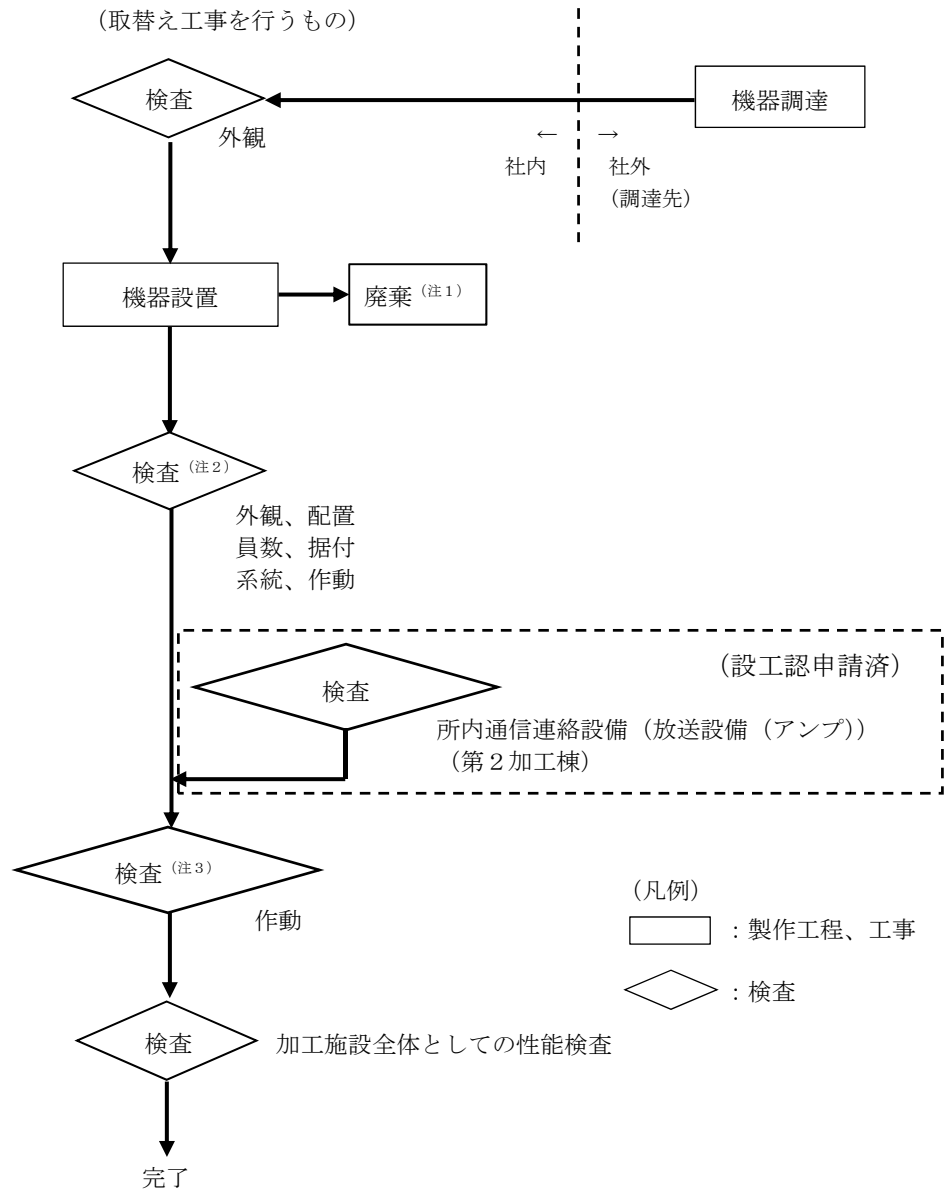 (取替え工事を行うもの)
検査
機器調達
外観
← →
社内 社外
(調達先)
機器設置
廃棄(注1)
検査(注2)
外観、配置
員数、据付
系統、作動
(設工認申請済)
検査
所内通信連絡設備(放送設備(アンプ))
(第2加工棟)
検査(注3)
作動
(凡例)
:製作工程、工事
:検査
検査
加工施設全体としての性能検査
完了